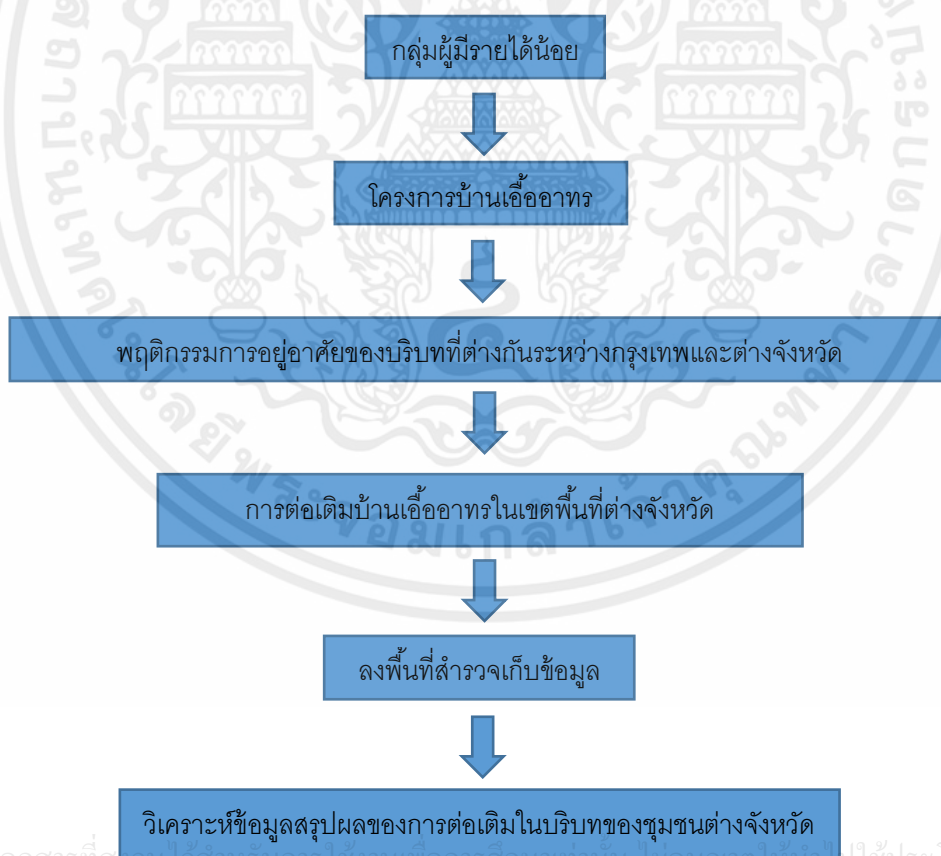 กลุ่มผู้มีรายได้น้อย
โครงการบ้านเอื้ออาทร
พฤติกรรมการอยู่อาศัยของบริบทที่ต่างกันระหว่างกรุงเทพและต่างจังหวัด
การต่อเติมบ้านเอื้ออาทรในเขตพื้นที่ต่างจังหวัด
ลงพื้นที่สำรวจเก็บข้อมูล
วิเคราะห์ข้อมูลสรุปผลของการต่อเติมในบริบทของชุมชนต่างจังหวัด